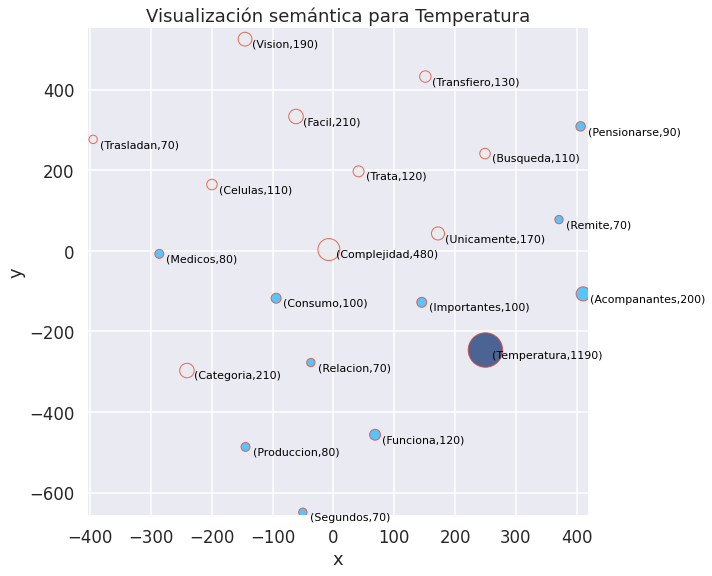 Visualización semántica para Temperatura
(Vision,190)
(Transfiero,130)
400
(Facil,210)
(Pensionarse,90)
(Trasladan,70)
(Busqueda,110)
200
(Trata,120)
(Celulas,110)
(Remite,70)
(Unicamente,170)
0
(Complejidad,480)
(Medicos,80)
y
(Acompanantes,200)
(Consumo,100)
(Importantes,100)
−200
(Temperatura,1190)
(Relacion,70)
(Categoria,210)
−400
(Funciona,120)
(Produccion,80)
−600
(Segundos,70)
−400 −300 −200 −100 0 100 200 300 400
x